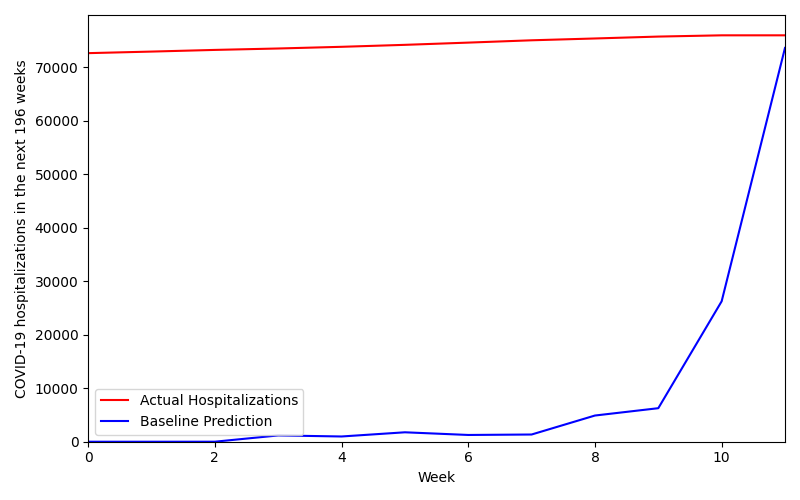 COVID-19 hospitalizations in the next 196 weeks
70000
60000
50000
40000
30000
20000
10000
0
Actual Hospitalizations
Baseline Prediction
0 2 4 6 8 10
Week